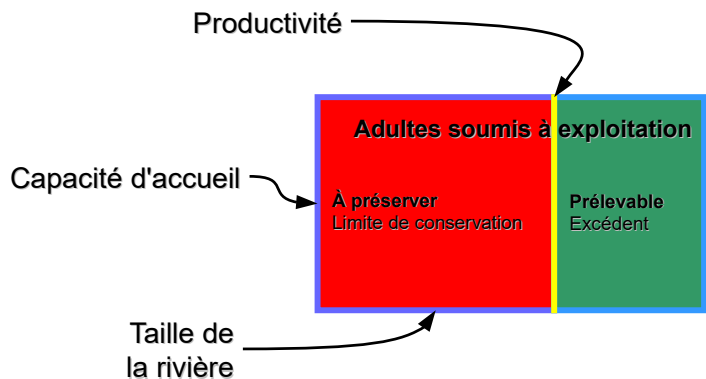 Productivité
Adultes soumis à exploitation
Capacité d'accueil
À préserver
Limite de conservation
Prélevable
Excédent
Taille de
la rivière